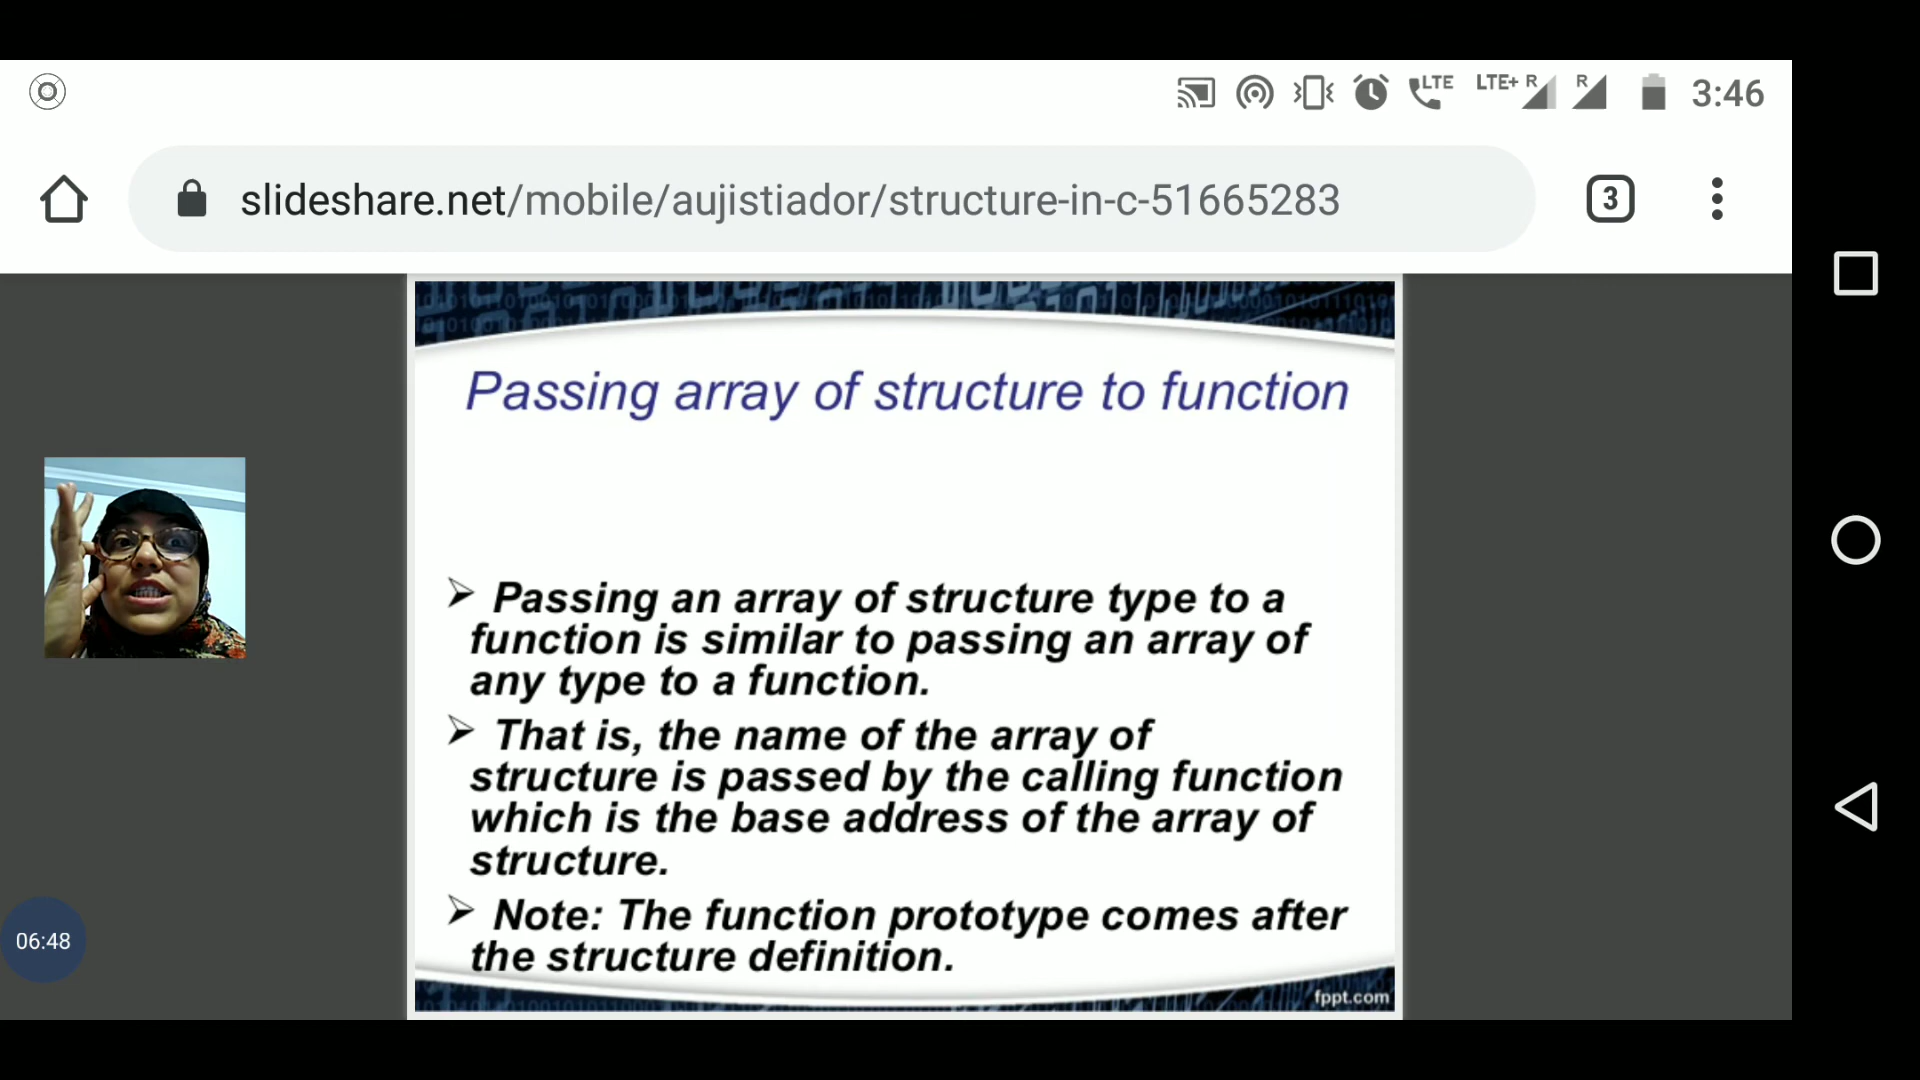 LTE LTE+ R R 3:46
slideshare.net/mobile/aujistiador/structure-in-c-51665283 3
Passing array of structure to function
➢ Passing an array of structure type to a
function is similar to passing an array of
any type to a function.
➢ That is, the name of the array of
structure is passed by the calling function
which is the base address of the array of
structure.
➢ Note: The function prototype comes after
the structure definition.
06:48
fppt.com